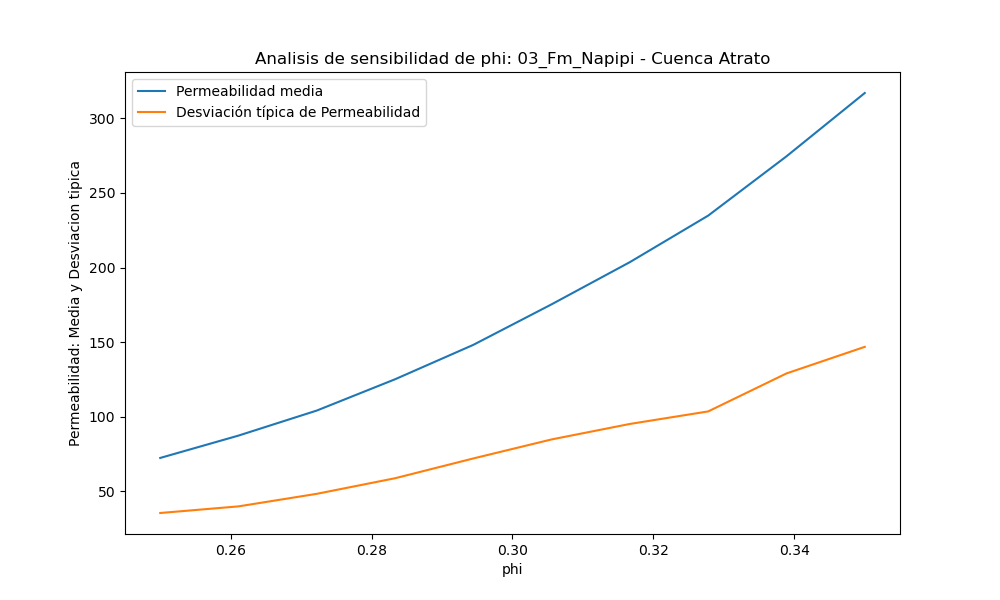 Analisis de sensibilidad de phi: 03_Fm_Napipi - Cuenca Atrato
Permeabilidad media
Desviación típica de Permeabilidad
Permeabilidad: Media y Desviacion tipica
300
250
200
150
100
50
0.26
0.28
0.30
0.32
0.34
phi